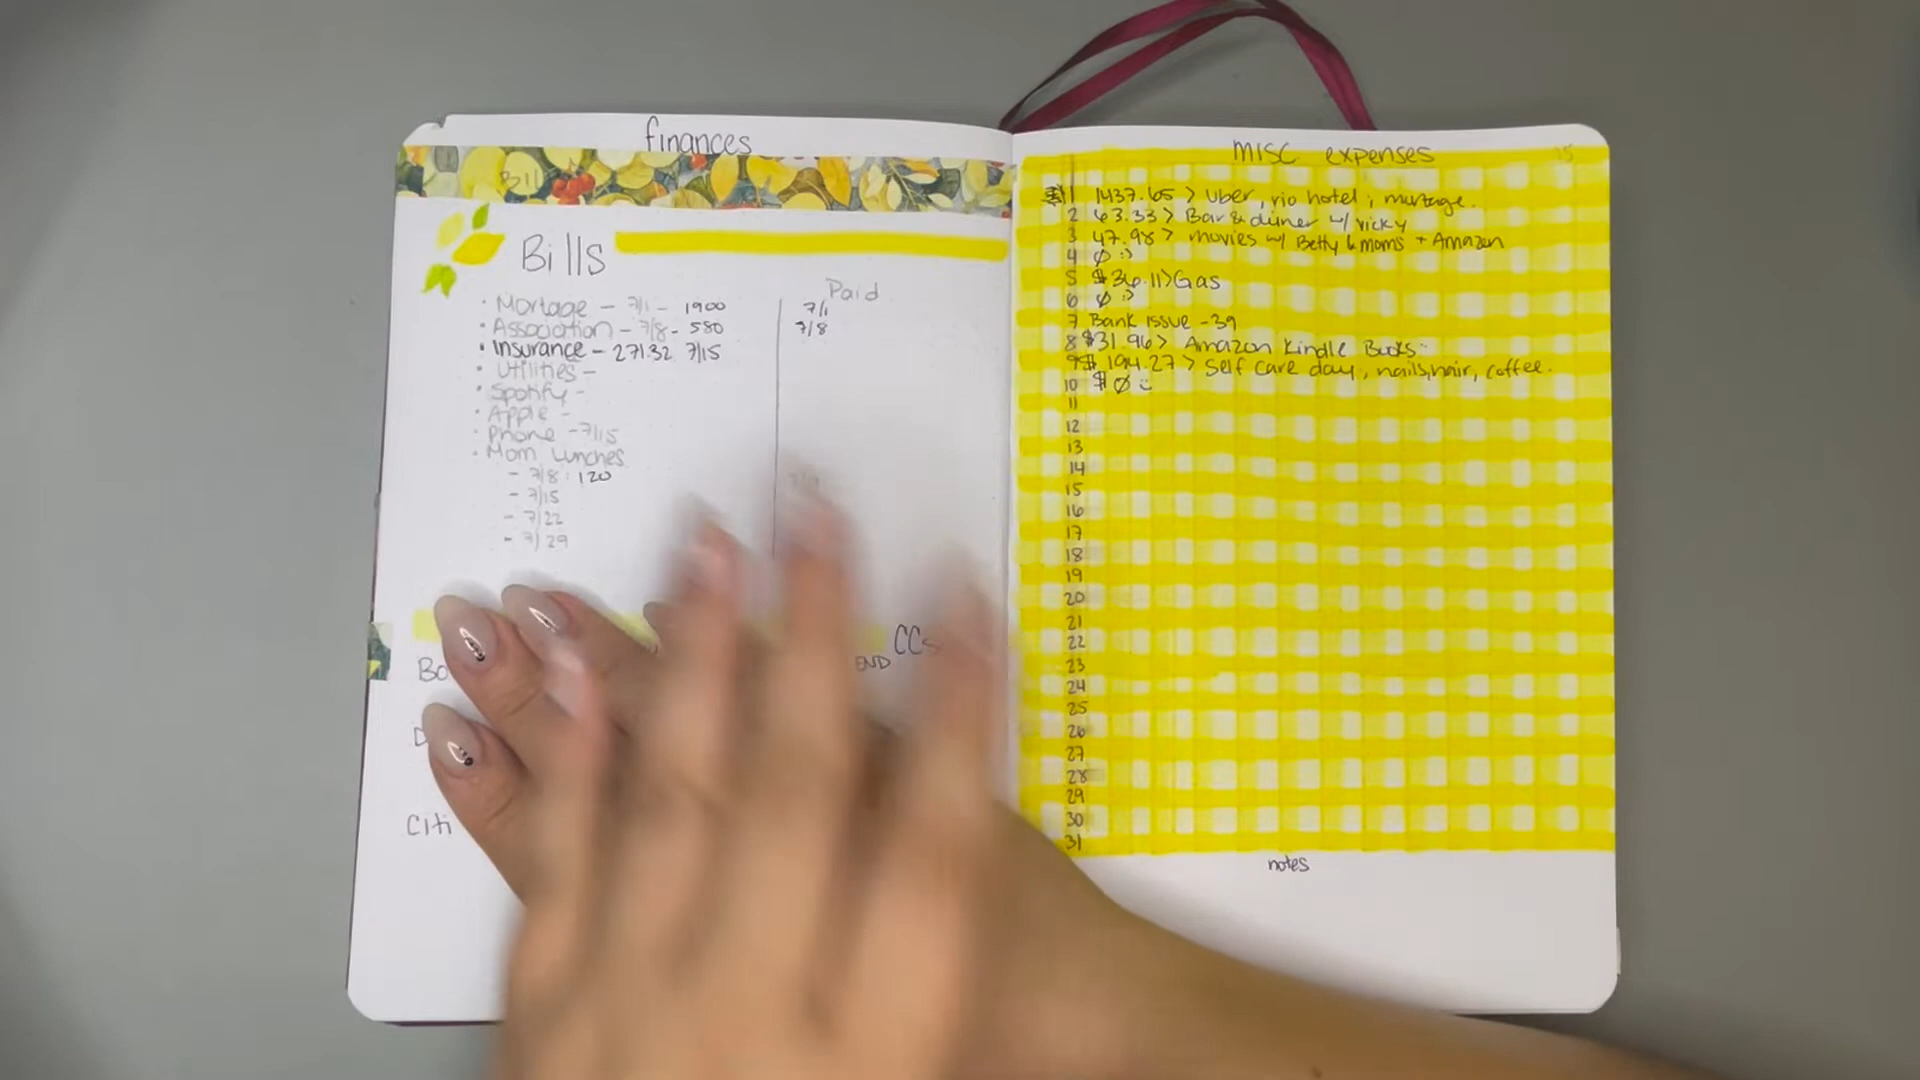 finances
Bill
Bills
Paid
• Mortage – 7/1 – 1900 7/1
• Association – 7/8 – 580 7/8
• Insurance – 271.32 7/15
• Utilities –
• Spotify –
• Apple –
• Phone – 7/15
• Mom Lunches
– 7/8 : 120
– 7/15
– 7/22
– 7/29
CCs
END
Bo
D
Citi
misc expenses
15
1 1437.65 > Uber, rio hotel, mortage.
2 63.33 > Bar & dinner w/ Vicky
3 47.98 > movies w/ Betty & moms + Amazon
4 Ø :)
5 $36.11 > Gas
6 Ø :)
7 Bank issue -39
8 $31.96 > Amazon Kindle Books
9 $194.27 > Self care day, nails, hair, coffee.
10 $ Ø :)
11
12
13
14
15
16
17
18
19
20
21
22
23
24
25
26
27
28
29
30
31
notes